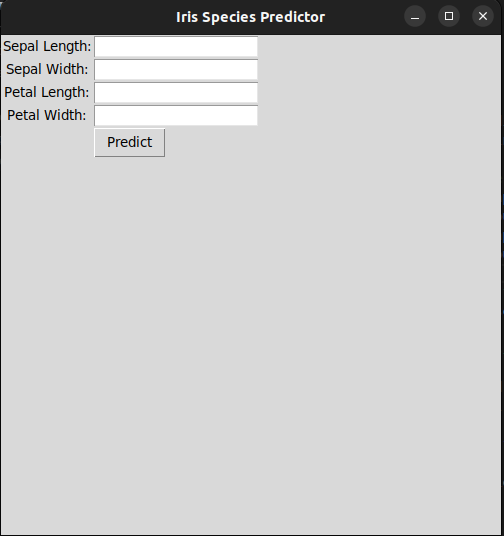 Iris Species Predictor
Sepal Length:
Sepal Width:
Petal Length:
Petal Width:
Predict